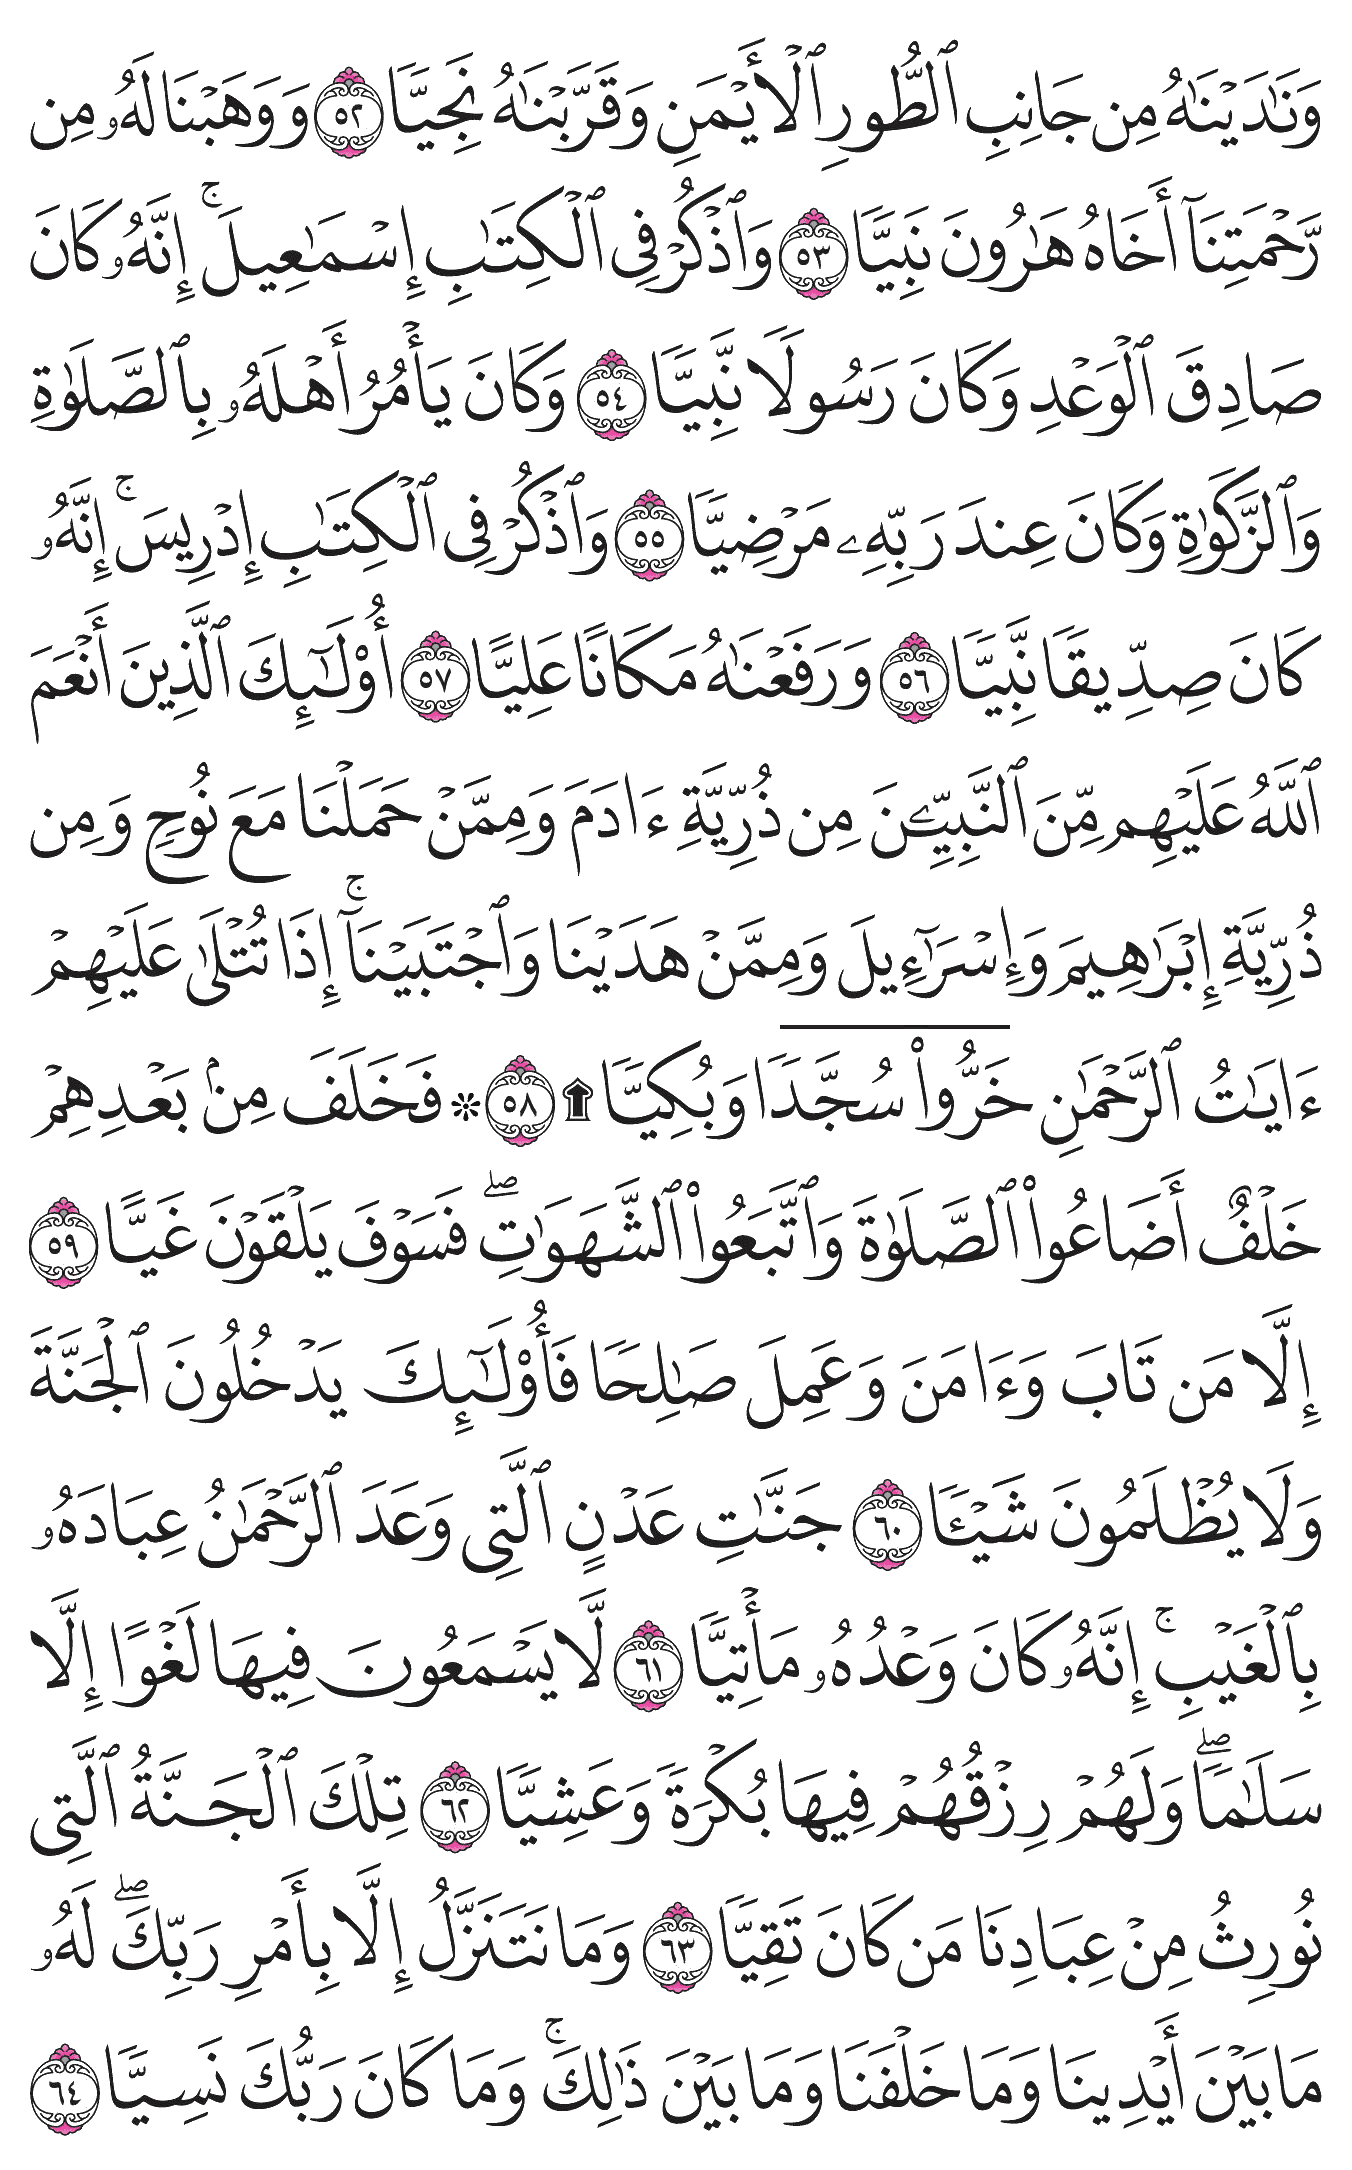 وَنَٰدَيْنَٰهُ مِن جَانِبِ ٱلطُّورِ ٱلْأَيْمَنِ وَقَرَّبْنَٰهُ نَجِيًّا ٥٢ وَوَهَبْنَا لَهُۥ مِن
رَّحْمَتِنَآ أَخَاهُ هَٰرُونَ نَبِيًّا ٥٣ وَٱذْكُرْ فِى ٱلْكِتَٰبِ إِسْمَٰعِيلَ ۚ إِنَّهُۥ كَانَ
صَادِقَ ٱلْوَعْدِ وَكَانَ رَسُولًا نَّبِيًّا ٥٤ وَكَانَ يَأْمُرُ أَهْلَهُۥ بِٱلصَّلَوٰةِ
وَٱلزَّكَوٰةِ وَكَانَ عِندَ رَبِّهِۦ مَرْضِيًّا ٥٥ وَٱذْكُرْ فِى ٱلْكِتَٰبِ إِدْرِيسَ ۚ إِنَّهُۥ
كَانَ صِدِّيقًا نَّبِيًّا ٥٦ وَرَفَعْنَٰهُ مَكَانًا عَلِيًّا ٥٧ أُو۟لَٰٓئِكَ ٱلَّذِينَ أَنْعَمَ
ٱللَّهُ عَلَيْهِم مِّنَ ٱلنَّبِيِّۦنَ مِن ذُرِّيَّةِ ءَادَمَ وَمِمَّنْ حَمَلْنَا مَعَ نُوحٍ وَمِن
ذُرِّيَّةِ إِبْرَٰهِيمَ وَإِسْرَٰٓءِيلَ وَمِمَّنْ هَدَيْنَا وَٱجْتَبَيْنَآ ۚ إِذَا تُتْلَىٰ عَلَيْهِمْ
ءَايَٰتُ ٱلرَّحْمَٰنِ خَرُّوا۟ سُجَّدًا وَبُكِيًّا ۩ ٥٨ ۞ فَخَلَفَ مِنۢ بَعْدِهِمْ
خَلْفٌ أَضَاعُوا۟ ٱلصَّلَوٰةَ وَٱتَّبَعُوا۟ ٱلشَّهَوَٰتِ ۖ فَسَوْفَ يَلْقَوْنَ غَيًّا ٥٩
إِلَّا مَن تَابَ وَءَامَنَ وَعَمِلَ صَٰلِحًا فَأُو۟لَٰٓئِكَ يَدْخُلُونَ ٱلْجَنَّةَ
وَلَا يُظْلَمُونَ شَيْـًٔا ٦٠ جَنَّٰتِ عَدْنٍ ٱلَّتِى وَعَدَ ٱلرَّحْمَٰنُ عِبَادَهُۥ
بِٱلْغَيْبِ ۚ إِنَّهُۥ كَانَ وَعْدُهُۥ مَأْتِيًّا ٦١ لَّا يَسْمَعُونَ فِيهَا لَغْوًا إِلَّا
سَلَٰمًا ۖ وَلَهُمْ رِزْقُهُمْ فِيهَا بُكْرَةً وَعَشِيًّا ٦٢ تِلْكَ ٱلْجَنَّةُ ٱلَّتِى
نُورِثُ مِنْ عِبَادِنَا مَن كَانَ تَقِيًّا ٦٣ وَمَا نَتَنَزَّلُ إِلَّا بِأَمْرِ رَبِّكَ ۖ لَهُۥ
مَا بَيْنَ أَيْدِينَا وَمَا خَلْفَنَا وَمَا بَيْنَ ذَٰلِكَ ۚ وَمَا كَانَ رَبُّكَ نَسِيًّا ٦٤